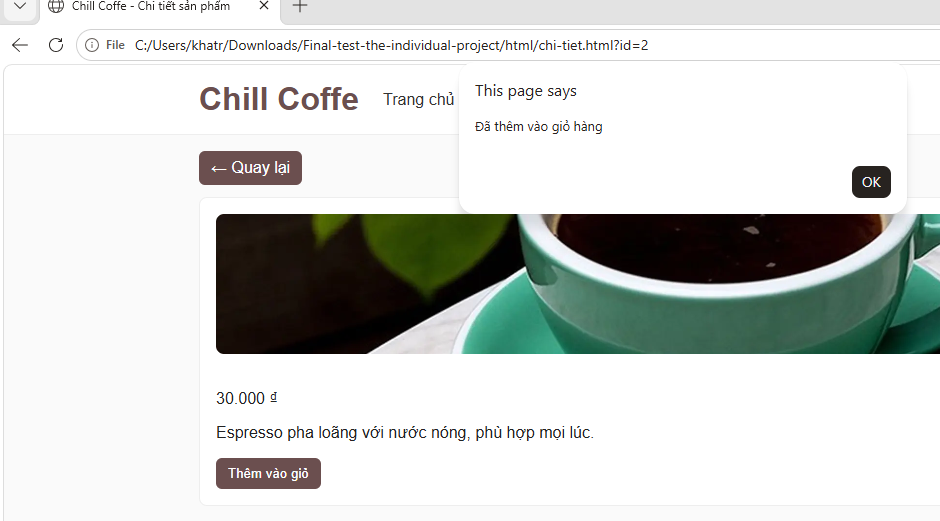 Chill Coffe - Chi tiết sản phẩm
File C:/Users/khatr/Downloads/Final-test-the-individual-project/html/chi-tiet.html?id=2
Chill Coffe Trang chủ
This page says
Đã thêm vào giỏ hàng
OK
← Quay lại
30.000 ₫
Espresso pha loãng với nước nóng, phù hợp mọi lúc.
Thêm vào giỏ